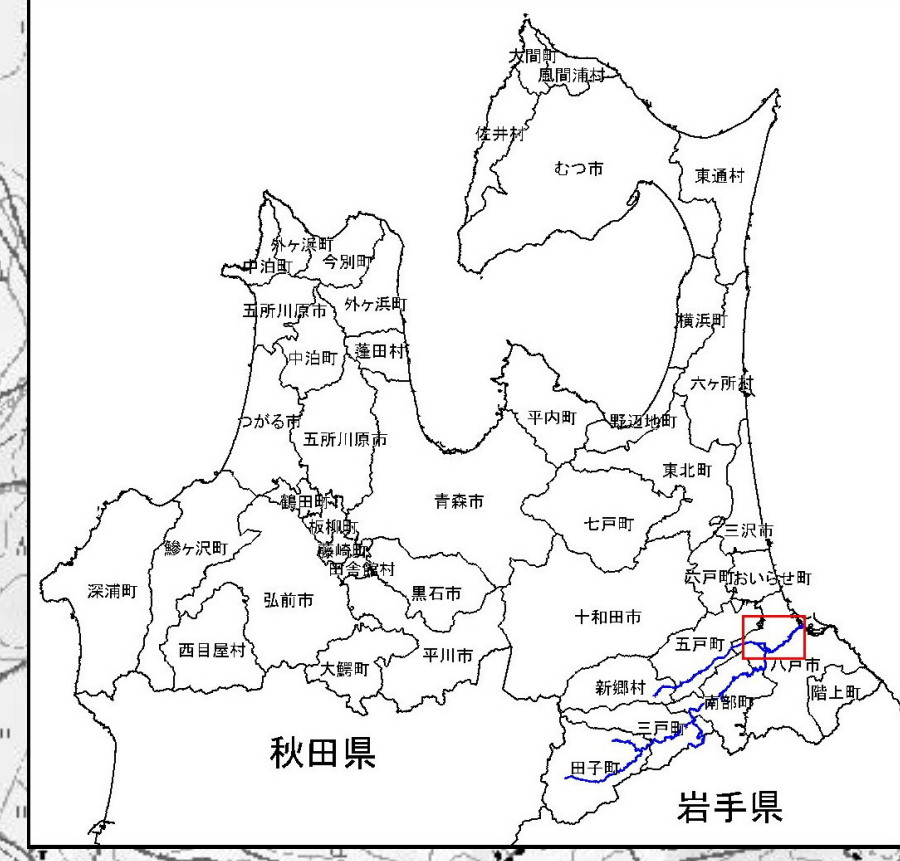 大間町
風間浦村
佐井村
むつ市
東通村
外ヶ浜町
中泊町
今別町
五所川原市
外ヶ浜町
横浜町
中泊町
蓬田村
六ヶ所村
つがる市
平内町
野辺地町
五所川原市
東北町
鶴田町
青森市
七戸町
板柳町
三沢市
鰺ヶ沢町
藤崎町
田舎館村
六戸町
おいらせ町
深浦町
弘前市
黒石市
十和田市
西目屋村
五戸町
平川市
大鰐町
八戸市
新郷村
階上町
南部町
三戸町
秋田県
田子町
岩手県